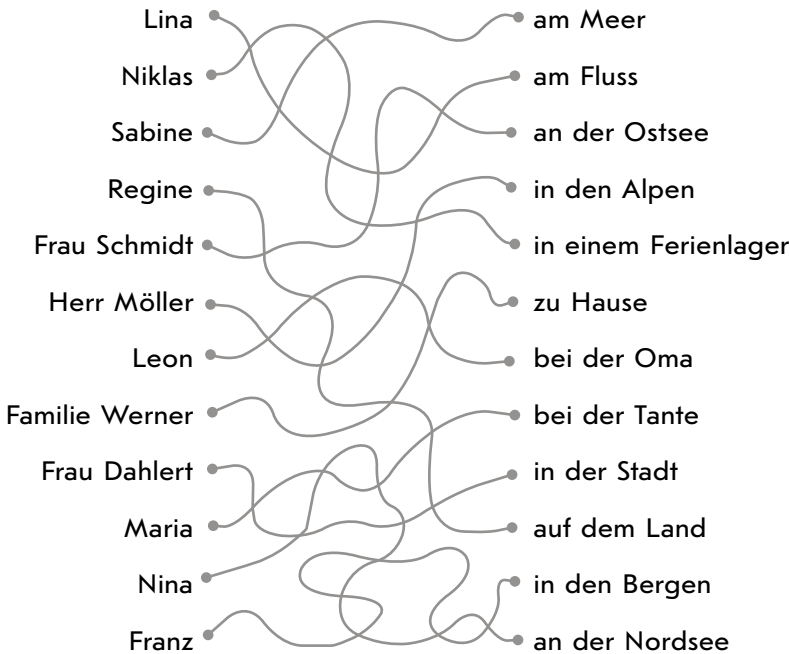 Lina am Meer
Niklas am Fluss
Sabine an der Ostsee
Regine in den Alpen
Frau Schmidt in einem Ferienlager
Herr Möller zu Hause
Leon bei der Oma
Familie Werner bei der Tante
Frau Dahlert in der Stadt
Maria auf dem Land
Nina in den Bergen
Franz an der Nordsee